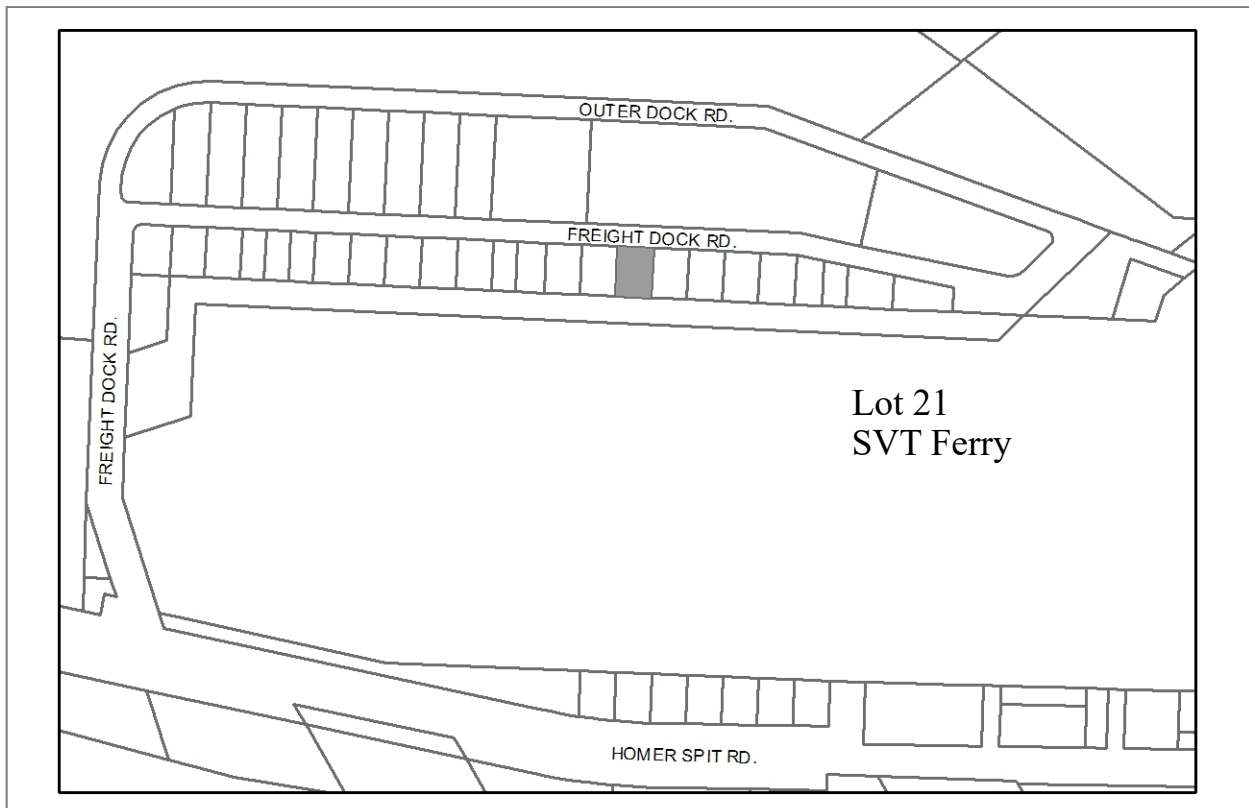 OUTER DOCK RD.
FREIGHT DOCK RD.
FREIGHT DOCK RD.
Lot 21
SVT Ferry
HOMER SPIT RD.